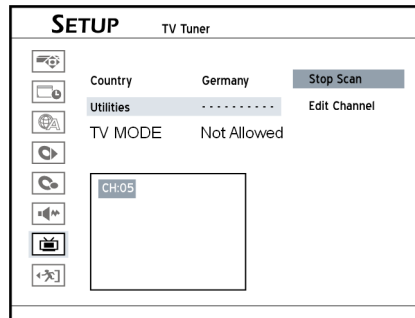 SETUP TV Tuner
Country Germany Stop Scan
Utilities - - - - - - - - - - Edit Channel
TV MODE Not Allowed
CH:05